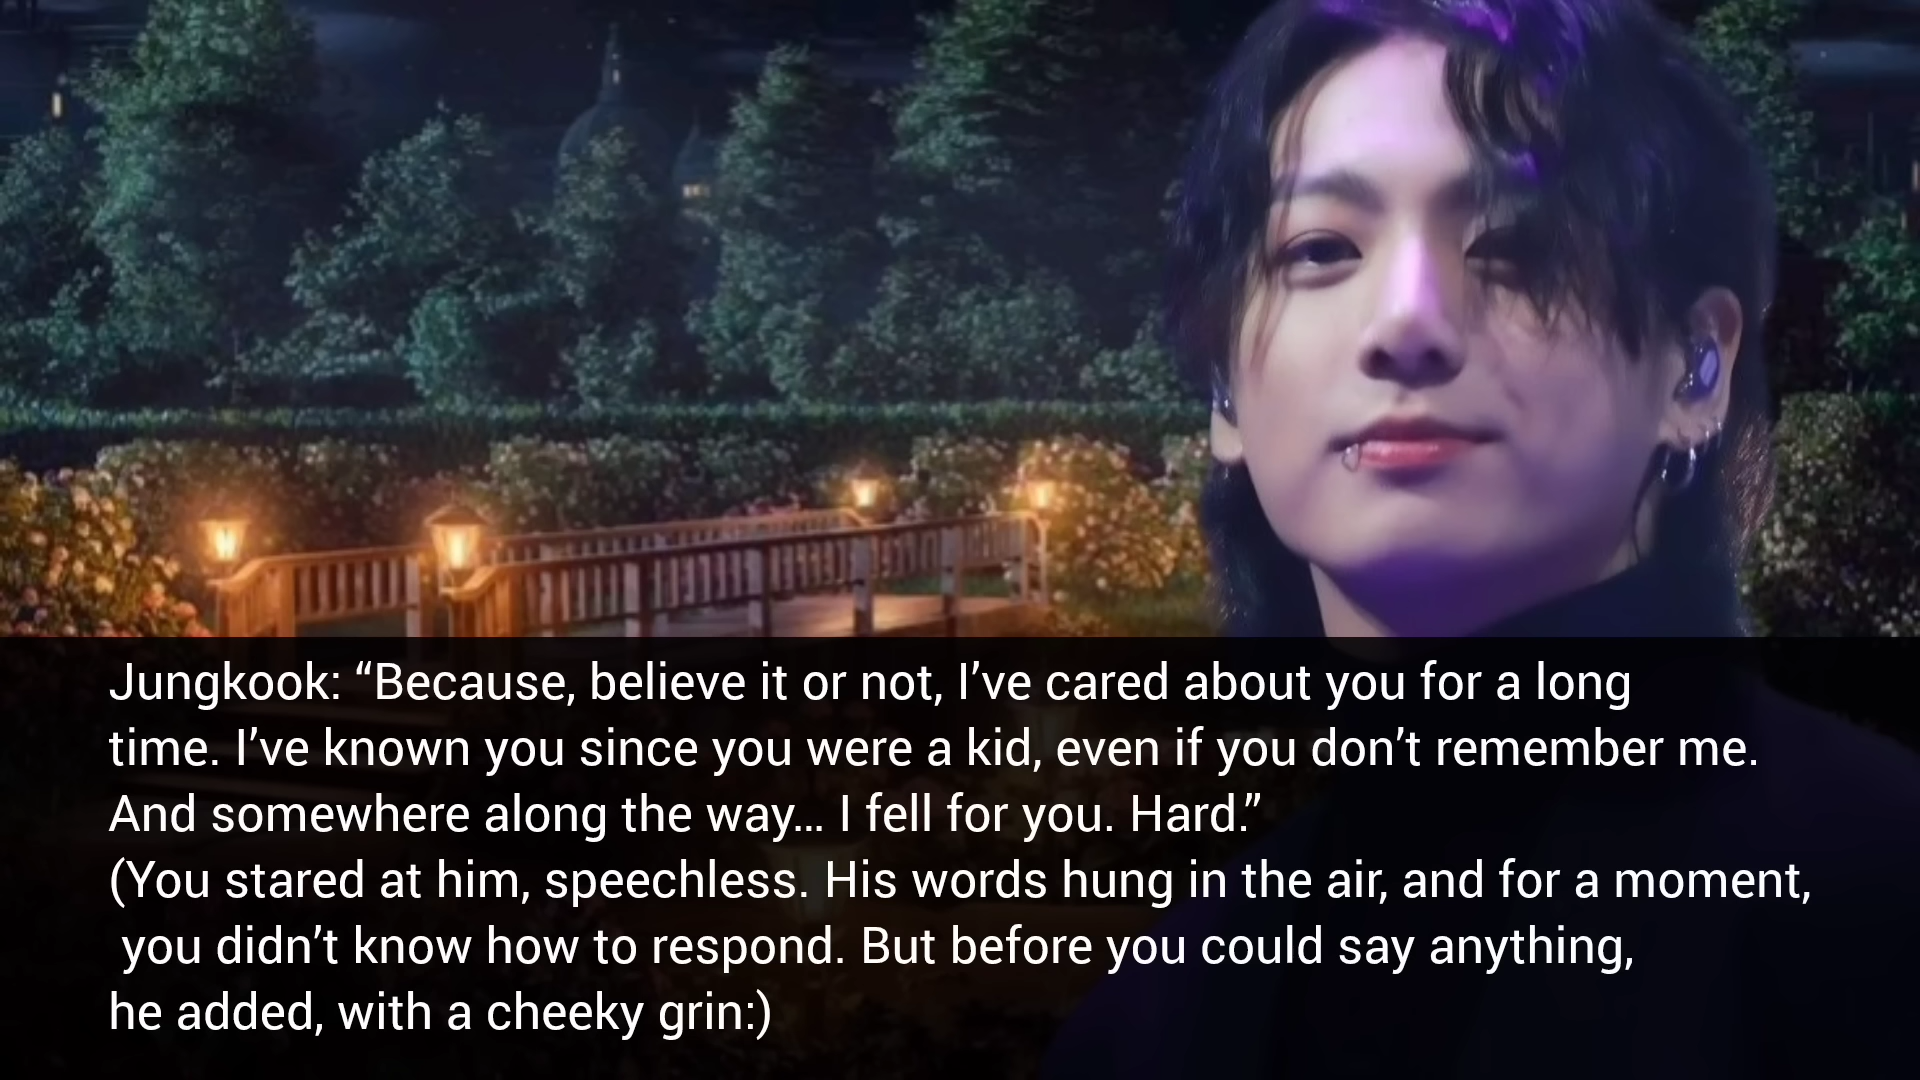 Jungkook: “Because, believe it or not, I’ve cared about you for a long
time. I’ve known you since you were a kid, even if you don’t remember me.
And somewhere along the way… I fell for you. Hard.”
(You stared at him, speechless. His words hung in the air, and for a moment,
you didn’t know how to respond. But before you could say anything,
he added, with a cheeky grin:)